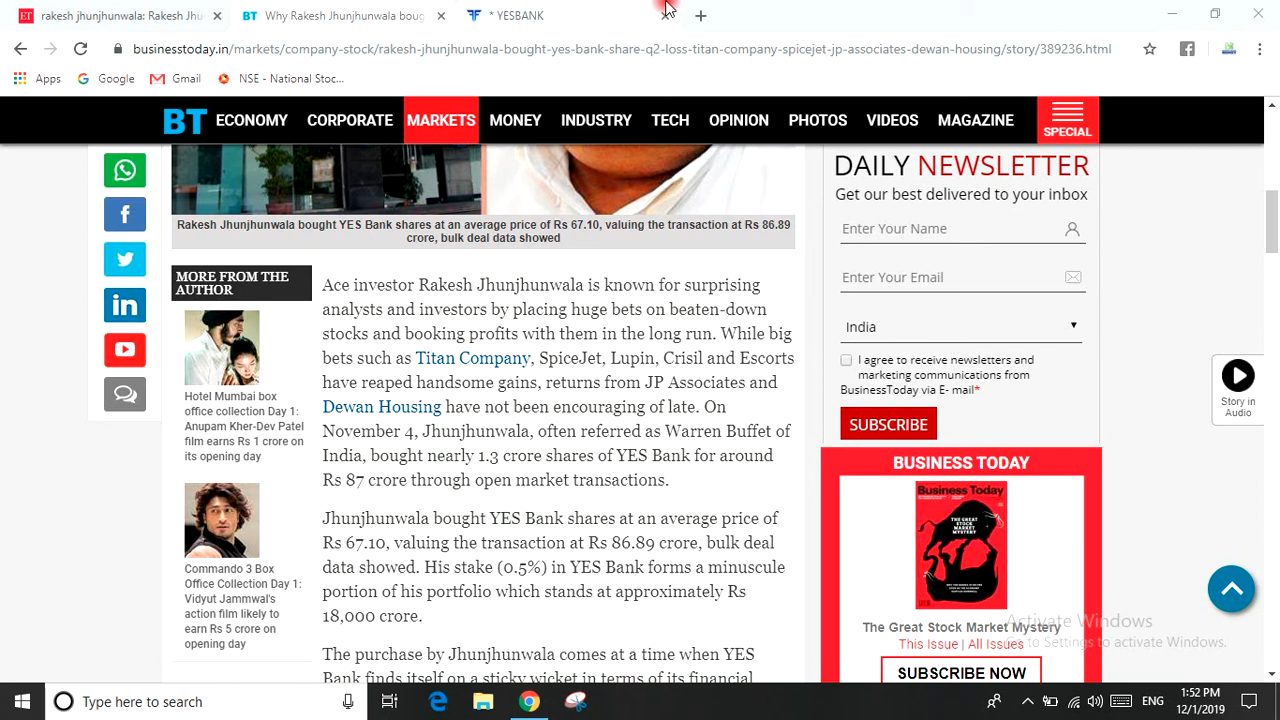 rakesh jhunjhunwala: Rakesh Jhu
Why Rakesh Jhunjhunwala boug
* YESBANK
businesstoday.in/markets/company-stock/rakesh-jhunjhunwala-bought-yes-bank-share-q2-loss-titan-company-spicejet-jp-associates-dewan-housing/story/389236.html
Apps
Google
Gmail
NSE - National Stoc...
BT ECONOMY CORPORATE MARKETS MONEY INDUSTRY TECH OPINION PHOTOS VIDEOS MAGAZINE SPECIAL
Rakesh Jhunjhunwala bought YES Bank shares at an average price of Rs 67.10, valuing the transaction at Rs 86.89
crore, bulk deal data showed
MORE FROM THE
AUTHOR
Hotel Mumbai box
office collection Day 1:
Anupam Kher-Dev Patel
film earns Rs 1 crore on
its opening day
Commando 3 Box
Office Collection Day 1:
Vidyut Jammwal's
action film likely to
earn Rs 5 crore on
opening day
Ace investor Rakesh Jhunjhunwala is known for surprising
analysts and investors by placing huge bets on beaten-down
stocks and booking profits with them in the long run. While big
bets such as Titan Company, SpiceJet, Lupin, Crisil and Escorts
have reaped handsome gains, returns from JP Associates and
Dewan Housing have not been encouraging of late. On
November 4, Jhunjhunwala, often referred as Warren Buffet of
India, bought nearly 1.3 crore shares of YES Bank for around
Rs 87 crore through open market transactions.
Jhunjhunwala bought YES Bank shares at an average price of
Rs 67.10, valuing the transaction at Rs 86.89 crore, bulk deal
data showed. His stake (0.5%) in YES Bank forms a minuscule
portion of his portfolio which stands at approximately Rs
18,000 crore.
The purchase by Jhunjhunwala comes at a time when YES
Bank finds itself on a sticky wicket in terms of its financial
DAILY NEWSLETTER
Get our best delivered to your inbox
Enter Your Name
Enter Your Email
India
I agree to receive newsletters and
marketing communications from
BusinessToday via E- mail*
SUBSCRIBE
BUSINESS TODAY
Business Today
THE GREAT
STOCK MARKET
MYSTERY
The Great Stock Market Mystery
This Issue | All Issues
SUBSCRIBE NOW
Story in
Audio
Activate Windows
Go to Settings to activate Windows.
Type here to search
ENG
1:52 PM
12/1/2019